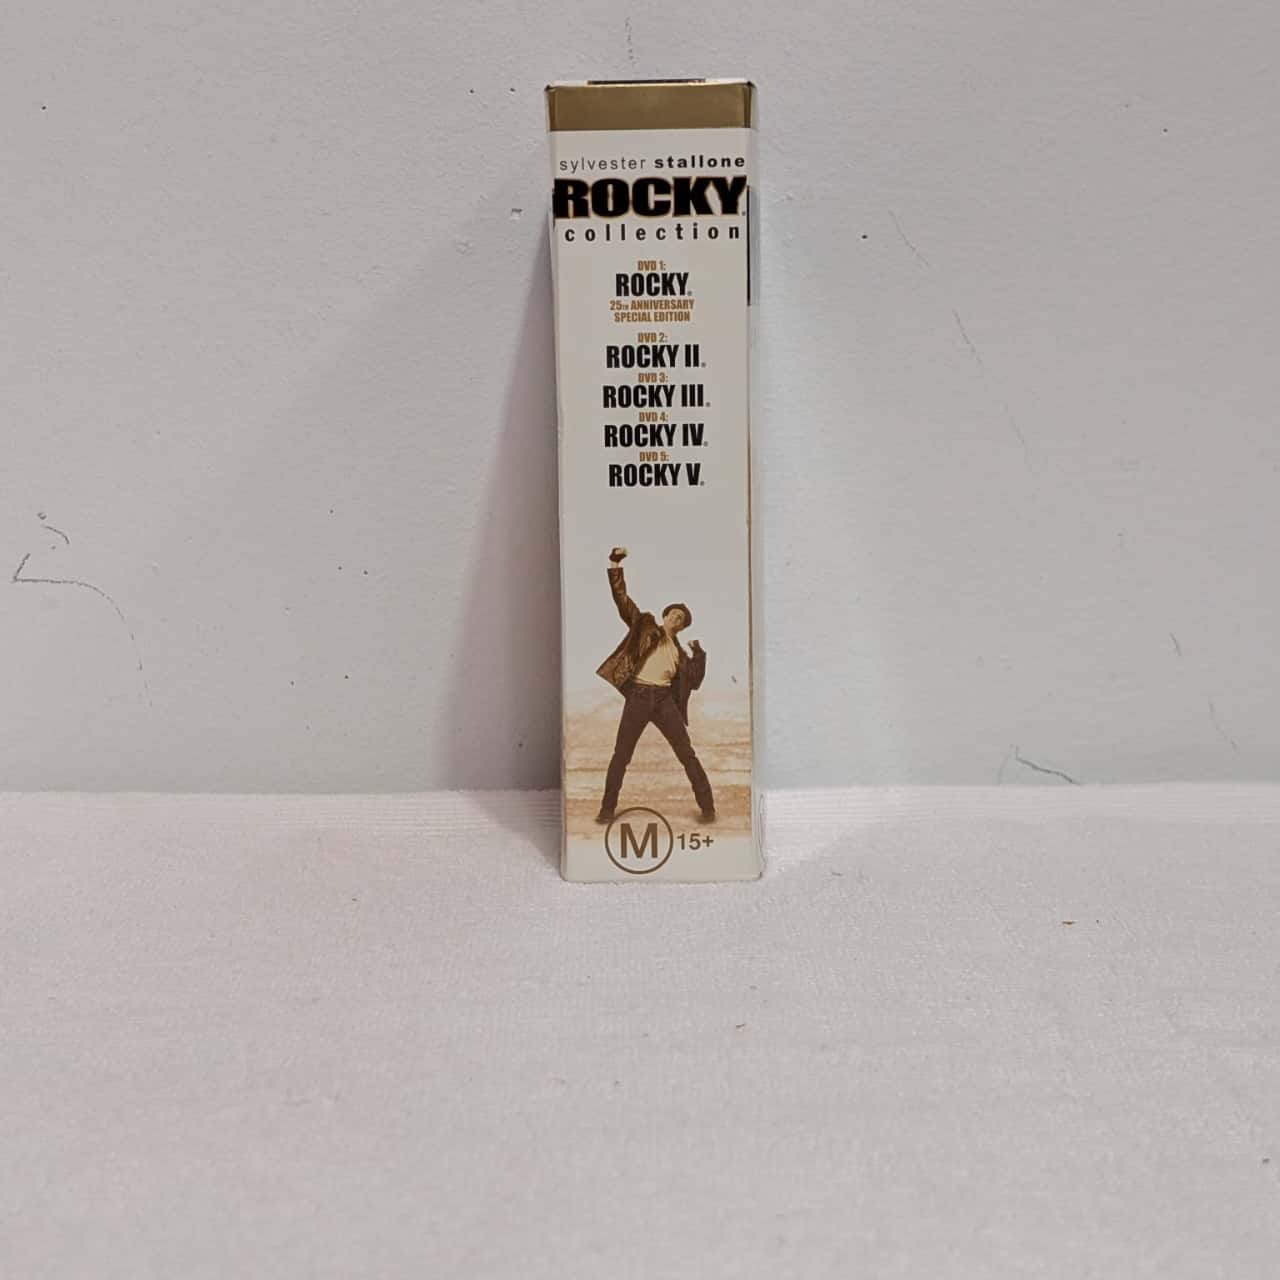 sylvester stallone
ROCKY
collection
DVD 1:
ROCKY®
25TH ANNIVERSARY
SPECIAL EDITION
DVD 2:
ROCKY II®
DVD 3:
ROCKY III®
DVD 4:
ROCKY IV®
DVD 5:
ROCKY V®
M 15+